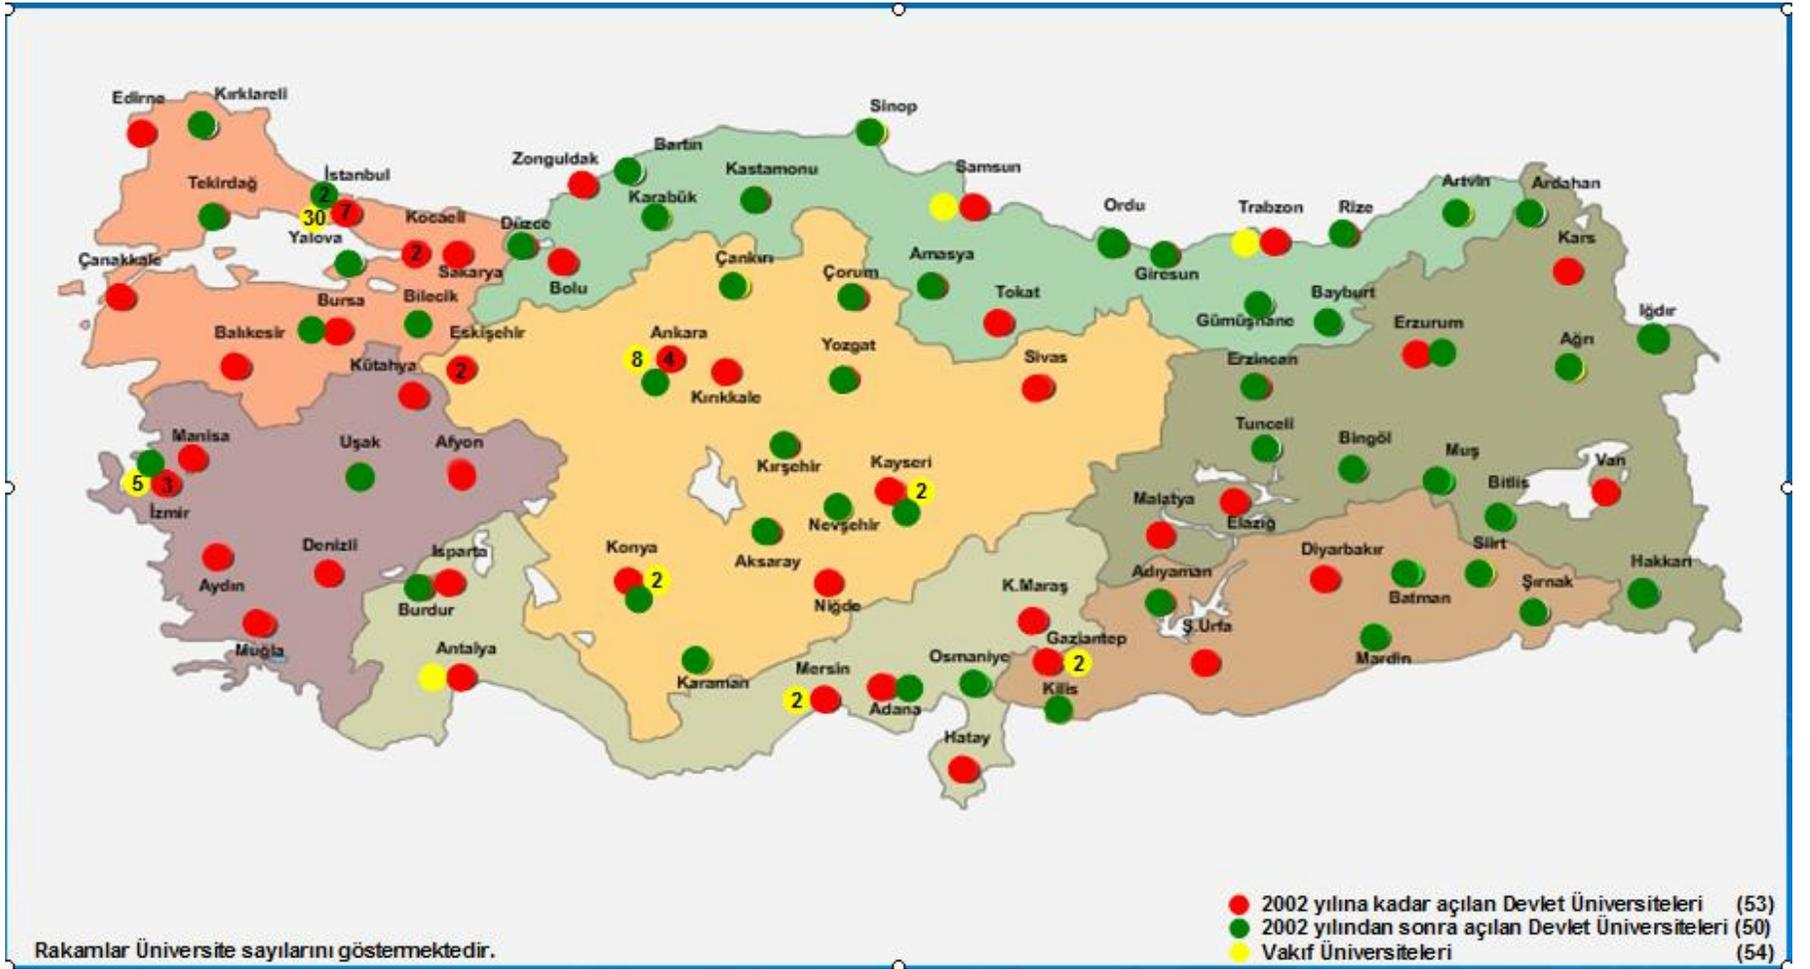 Edirne
Kırklareli
Sinop
Bartın
Zonguldak
Kastamonu
Samsun
İstanbul
Tekirdağ
2
Karabük
Artvin
Ardahan
30
7
Kocaeli
Düzce
Ordu
Trabzon
Rize
Yalova
2
Kars
Çanakkale
Sakarya
Çankırı
Çorum
Amasya
Giresun
Bolu
Bursa
Bilecik
Tokat
Gümüşhane
Bayburt
Balıkesir
Eskişehir
Ankara
Erzurum
Iğdır
Kütahya
2
8
4
Yozgat
Sivas
Erzincan
Ağrı
Kırıkkale
Manisa
Uşak
Afyon
Tunceli
Bingöl
Muş
Kırşehir
Kayseri
Van
5
3
2
Bitlis
İzmir
Malatya
Elazığ
Nevşehir
Denizli
Isparta
Konya
Aksaray
Diyarbakır
Siirt
Aydın
2
K.Maraş
Adıyaman
Hakkari
Burdur
Niğde
Batman
Şırnak
Muğla
Antalya
Gaziantep
Ş.Urfa
Karaman
Mersin
Osmaniye
2
Mardin
2
Adana
Kilis
Hatay
2002 yılına kadar açılan Devlet Üniversiteleri (53)
2002 yılından sonra açılan Devlet Üniversiteleri (50)
Vakıf Üniversiteleri (54)
Rakamlar Üniversite sayılarını göstermektedir.